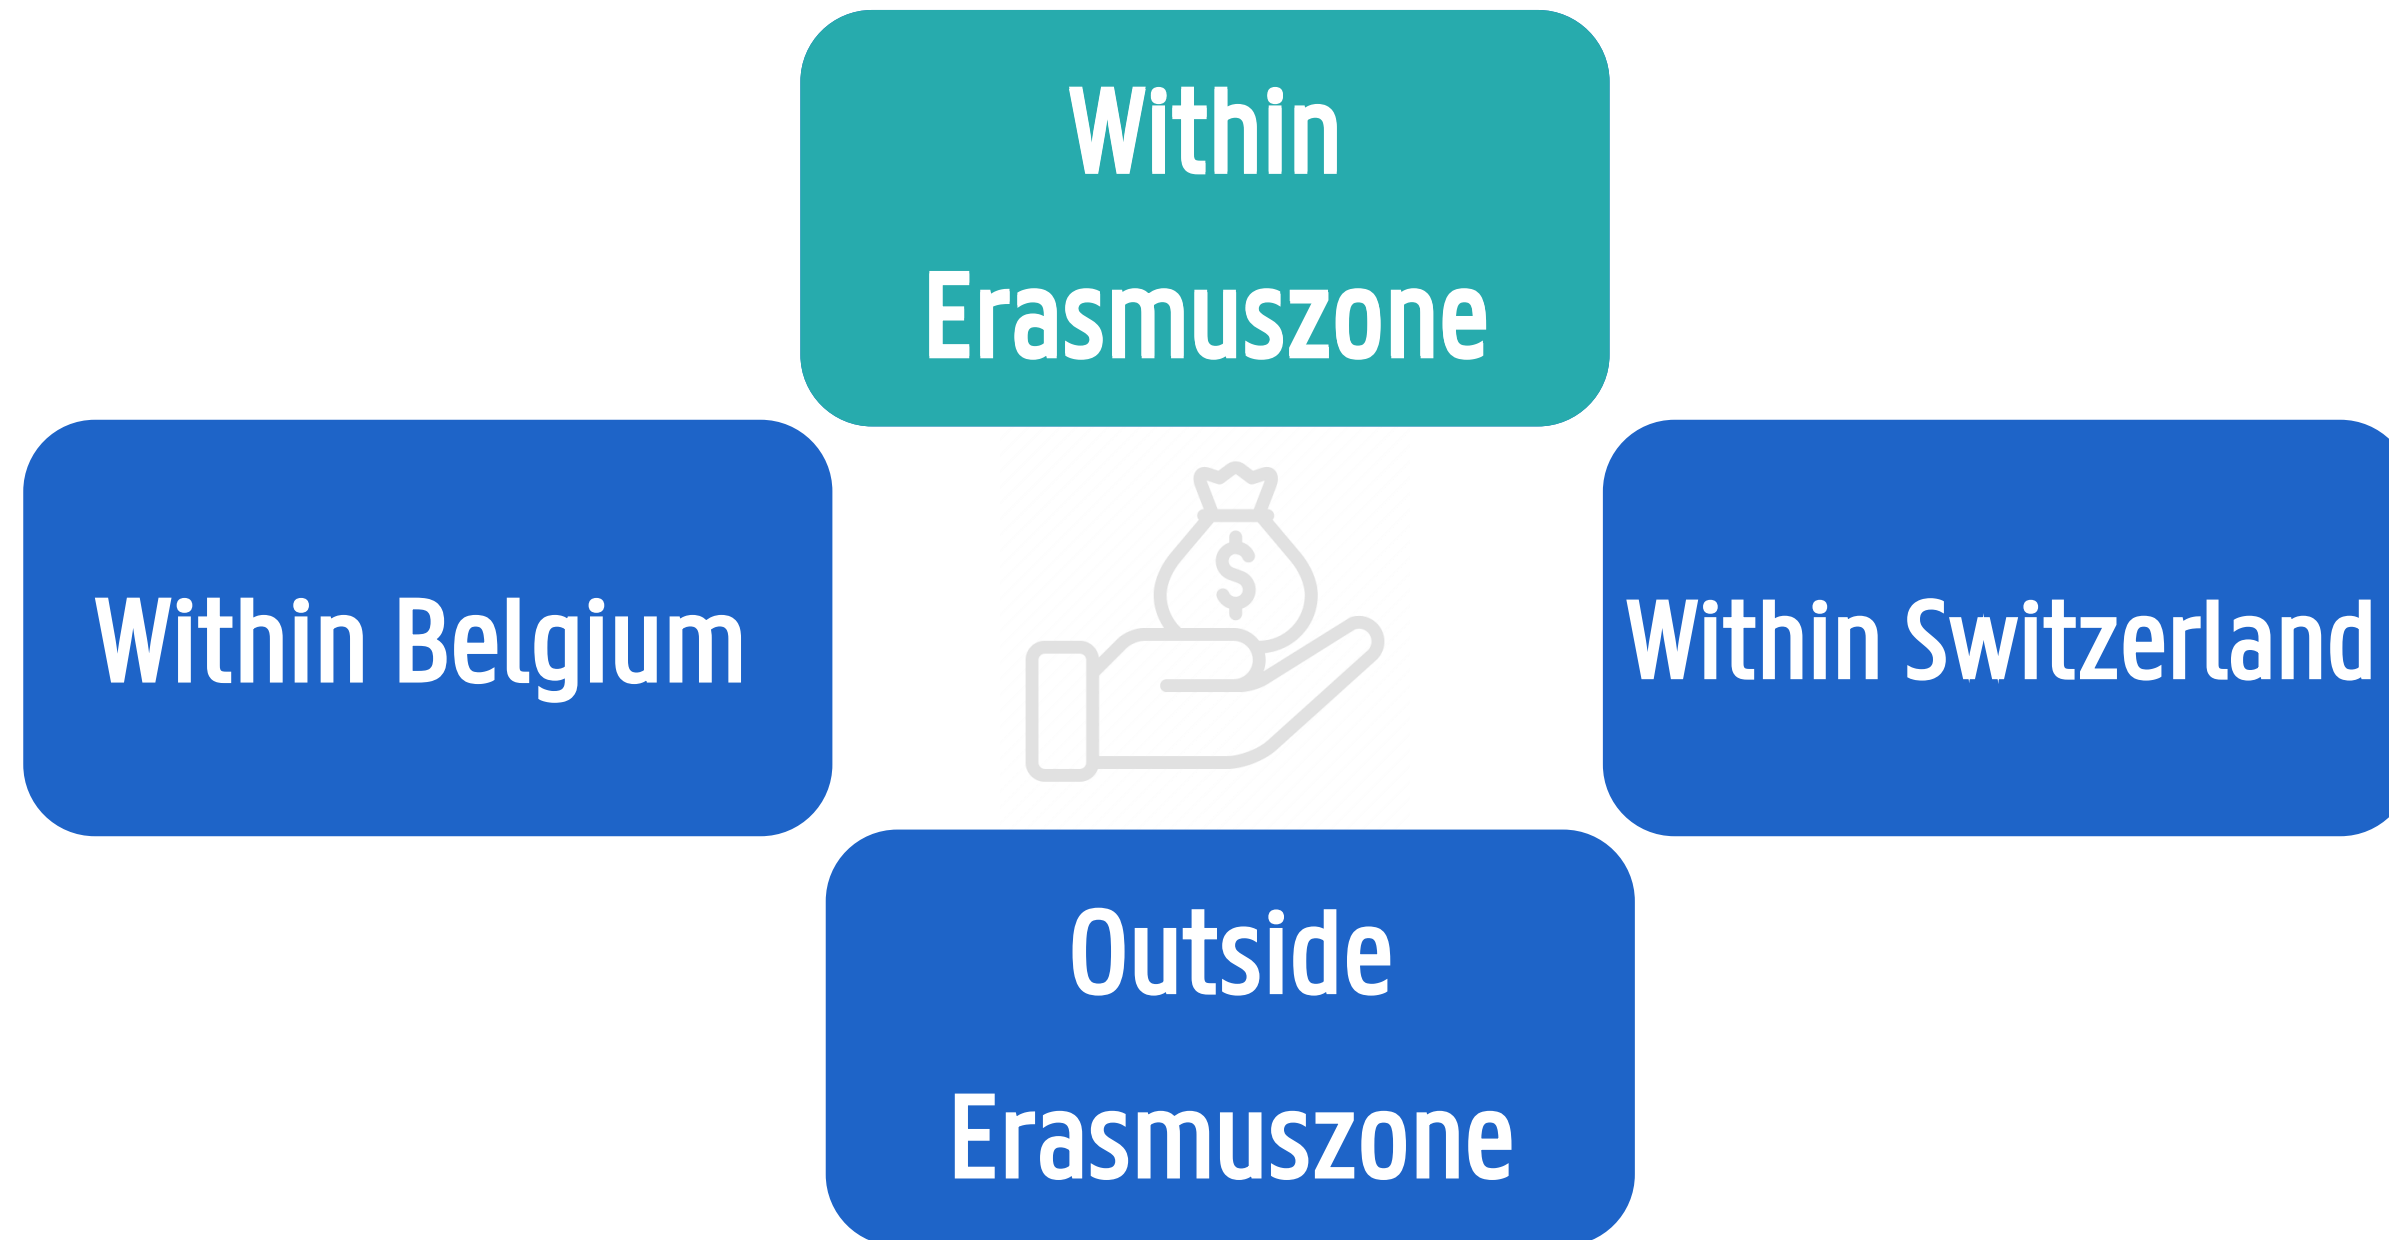 Within
Erasmuszone
Within Belgium
$
Within Switzerland
Outside
Erasmuszone